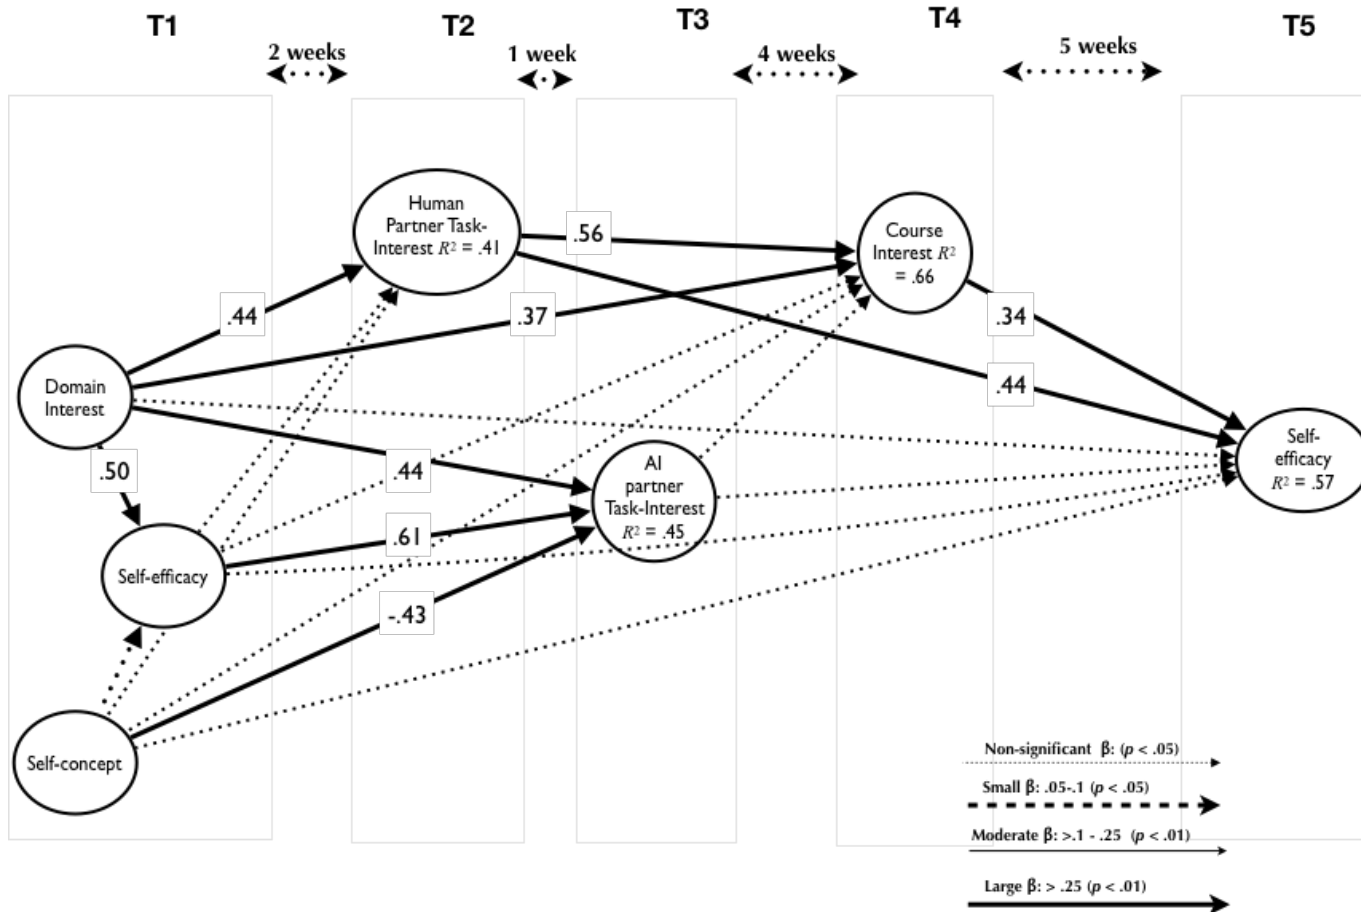 T1
T2
T3
T4
T5
2 weeks
1 week
4 weeks
5 weeks
Human
Partner Task-
Interest R² = .41
Course
Interest R²
= .66
.56
.44
.37
.34
.44
Domain
Interest
.50
.44
AI
partner
Task-Interest
R² = .45
Self-
efficacy
R² = .57
.61
Self-efficacy
-.43
Self-concept
Non-significant β: (p < .05)
Small β: .05-.1 (p < .05)
Moderate β: >.1 - .25 (p < .01)
Large β: > .25 (p < .01)